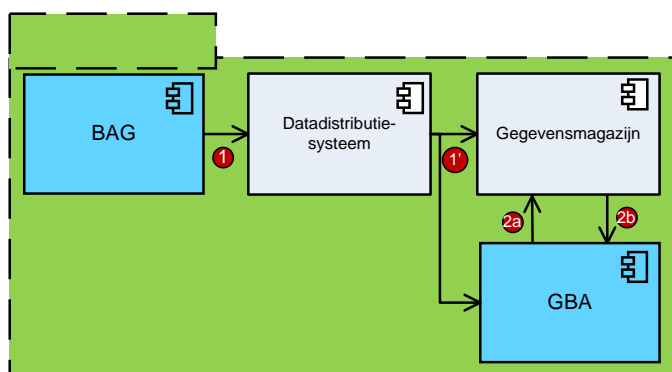 BAG
1
Datadistributie-
systeem
1'
Gegevensmagazijn
2a
2b
GBA